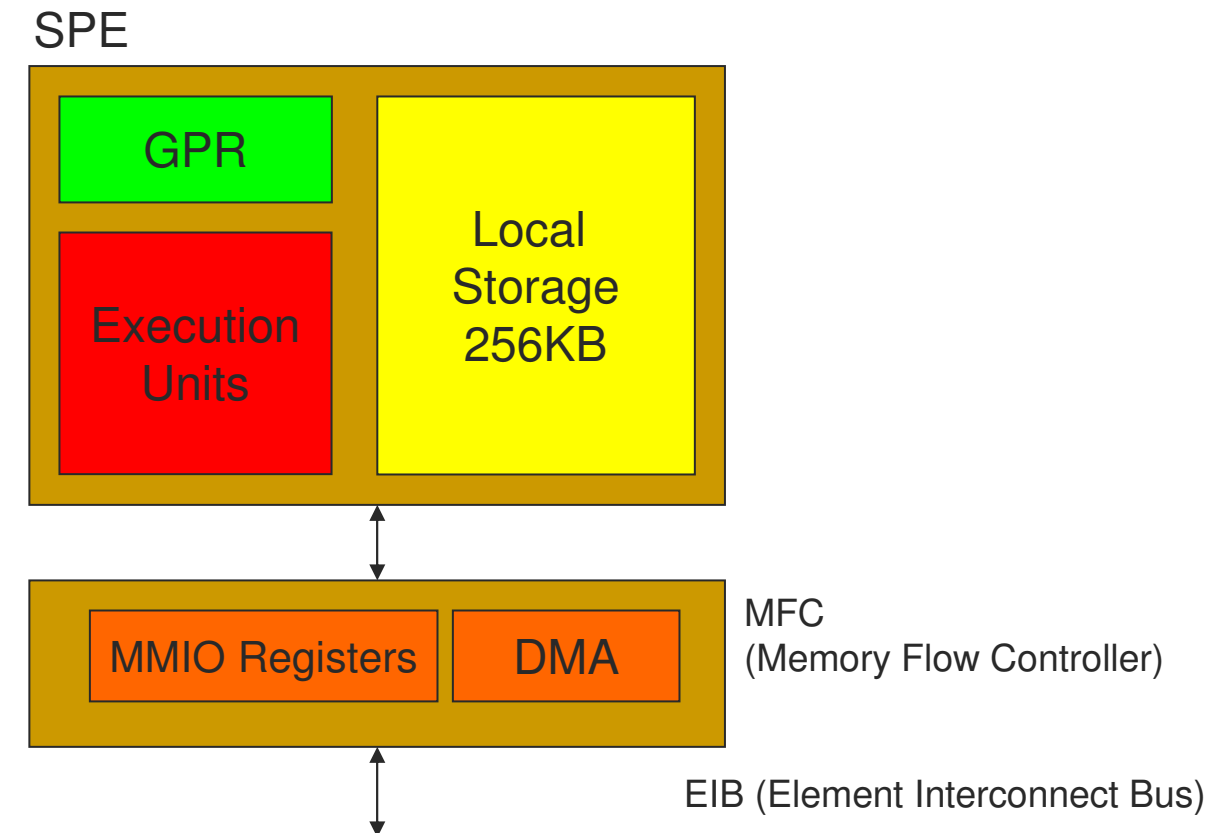 SPE
GPR
Execution
Units
Local
Storage
256KB
MMIO Registers
DMA
MFC
(Memory Flow Controller)
EIB (Element Interconnect Bus)